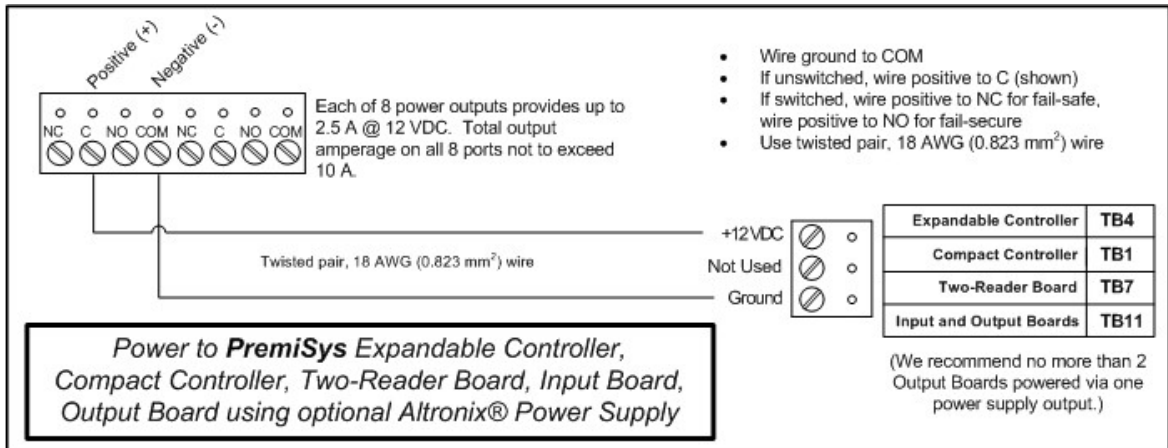 Positive (+)
Negative (-)
NC C NO COM NC C NO COM
Each of 8 power outputs provides up to
2.5 A @ 12 VDC. Total output
amperage on all 8 ports not to exceed
10 A.
• Wire ground to COM
• If unswitched, wire positive to C (shown)
• If switched, wire positive to NC for fail-safe,
wire positive to NO for fail-secure
• Use twisted pair, 18 AWG (0.823 mm²) wire
Twisted pair, 18 AWG (0.823 mm²) wire
+12VDC
Not Used
Ground
Expandable Controller TB4
Compact Controller TB1
Two-Reader Board TB7
Input and Output Boards TB11
(We recommend no more than 2
Output Boards powered via one
power supply output.)
Power to PremiSys Expandable Controller,
Compact Controller, Two-Reader Board, Input Board,
Output Board using optional Altronix® Power Supply